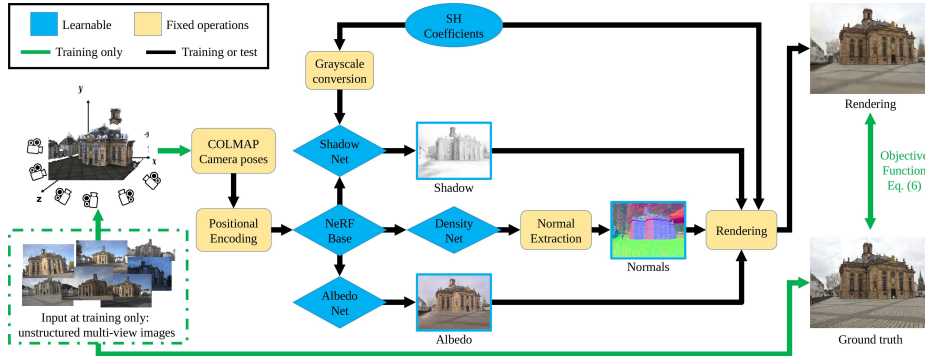 Learnable
Fixed operations
Training only
Training or test
SH
Coefficients
Grayscale
conversion
y
x
z
COLMAP
Camera poses
Shadow
Net
Shadow
Rendering
Objective
Function
Eq. (6)
Positional
Encoding
NeRF
Base
Density
Net
Normal
Extraction
Normals
Rendering
Albedo
Net
Albedo
Input at training only:
unstructured multi-view images
Ground truth